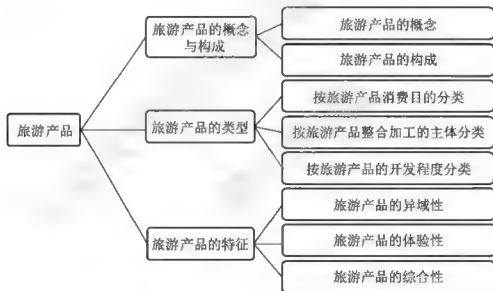 旅游产品
旅游产品的概念
与构成
旅游产品的概念
旅游产品的构成
旅游产品的类型
按旅游产品消费目的分类
按旅游产品整合加工的主体分类
按旅游产品的开发程度分类
旅游产品的特征
旅游产品的异域性
旅游产品的体验性
旅游产品的综合性